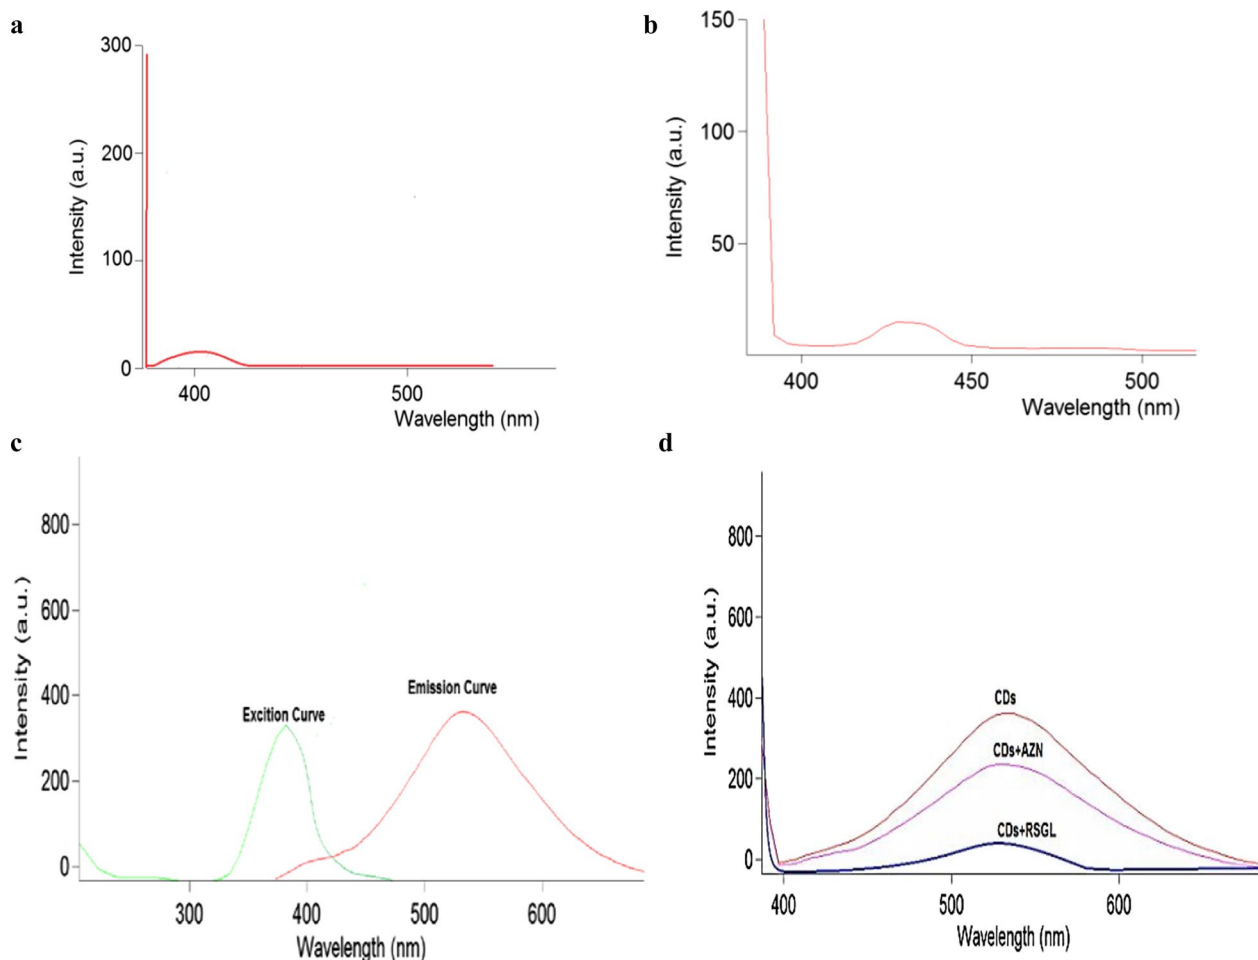 a
300
200
100
0
Intensity (a.u.)
400
500
Wavelength (nm)
b
150
100
50
Intensity (a.u.)
400
450
500
Wavelength (nm)
c
800
600
400
200
0
Intensity (a.u.)
Excition Curve
Emission Curve
300
400
500
600
Wavelength (nm)
d
800
600
400
200
0
Intensity (a.u.)
CDs
CDs+AZN
CDs+RSGL
400
500
600
Wavelength (nm)